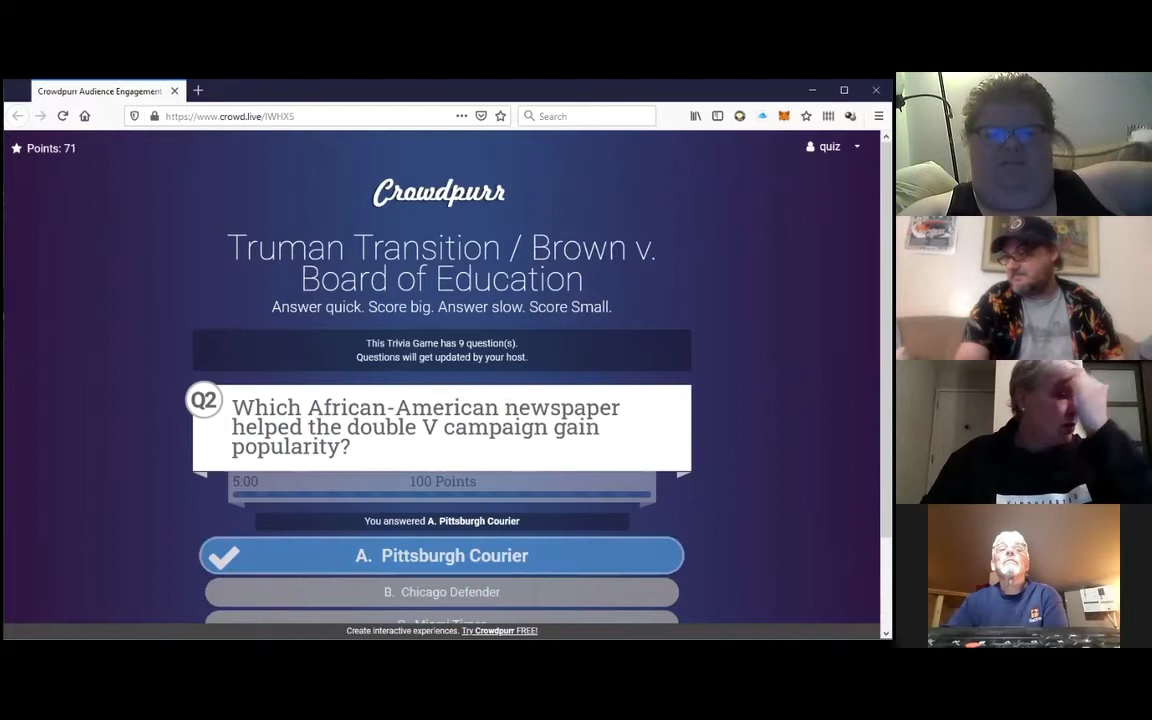 Crowdpurr Audience Engagement
https://www.crowd.live/IWHX5
Search
Points: 71
quiz
Crowdpurr
Truman Transition / Brown v.
Board of Education
Answer quick. Score big. Answer slow. Score Small.
This Trivia Game has 9 question(s).
Questions will get updated by your host.
Q2
Which African-American newspaper
helped the double V campaign gain
popularity?
5.00 100 Points
You answered A. Pittsburgh Courier
A. Pittsburgh Courier
B. Chicago Defender
Create interactive experiences. Try Crowdpurr FREE!